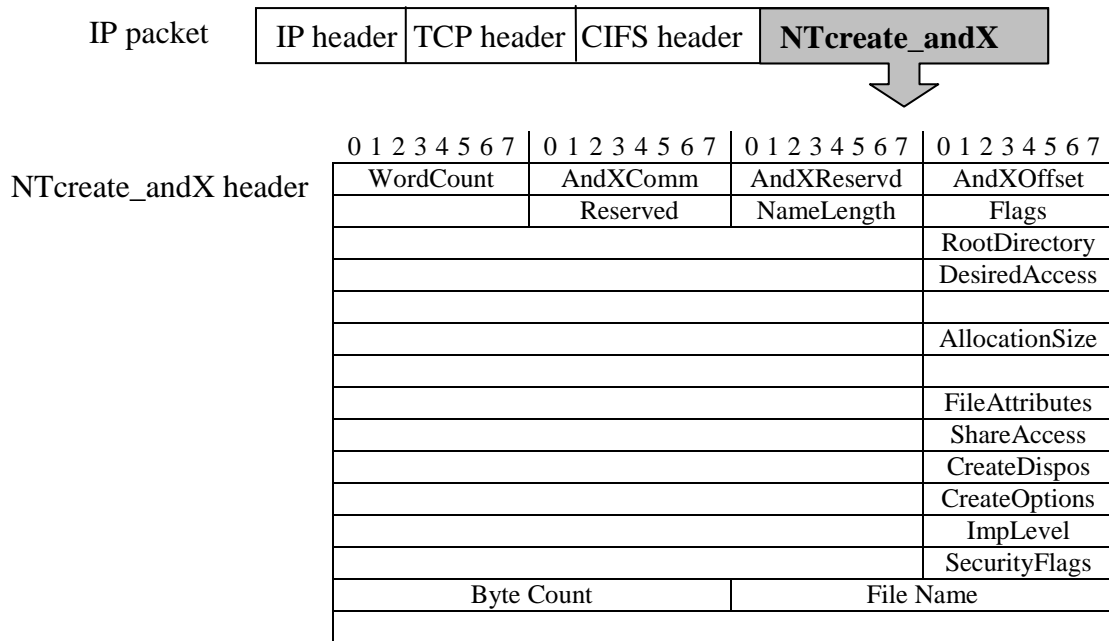 IP packet IP header TCP header CIFS header NTcreate_andX
0 1 2 3 4 5 6 7 0 1 2 3 4 5 6 7 0 1 2 3 4 5 6 7 0 1 2 3 4 5 6 7
NTcreate_andX header WordCount AndXComm AndXReservd AndXOffset
Reserved NameLength Flags
RootDirectory
DesiredAccess
AllocationSize
FileAttributes
ShareAccess
CreateDispos
CreateOptions
ImpLevel
SecurityFlags
Byte Count File Name